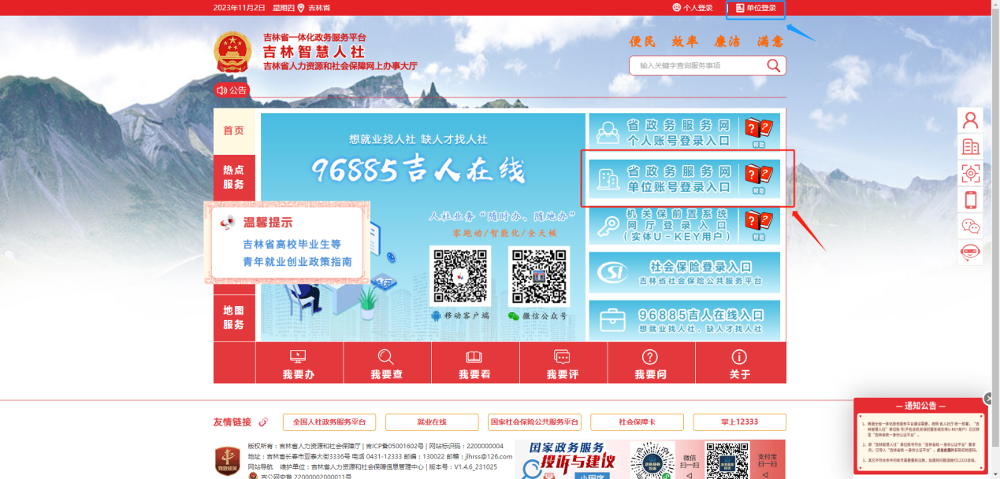 2023年11月2日 星期四 吉林省
个人登录
单位登录
吉林省一体化政务服务平台
吉林智慧人社
吉林省人力资源和社会保障网上办事大厅
便民 效率 廉洁 满意
输入关键字查询服务事项
公告
首页
热点
服务
地图
服务
想就业找人社 缺人才找人社
96885吉人在线
人社业务“随时办、随地办”
零跑动/智能化/全天候
移动客户端
微信公众号
温馨提示
吉林省高校毕业生等
青年就业创业政策指南
省政务服务网
个人账号登录入口
帮助
省政务服务网
单位账号登录入口
帮助
机关保前置系统
网厅登录入口
(实体U-KEY用户)
帮助
社会保险登录入口
吉林省社会保险公共服务平台
96885吉人在线入口
想就业找人社、缺人才找人社
我要办
我要查
我要看
我要评
我要问
关于
友情链接
全国人社政务服务平台
就业在线
国家社会保险公共服务平台
社会保障卡
掌上12333
版权所有:吉林省人力资源和社会保障厅 | 吉ICP备05001602号 | 网站标识码:2200000004
地址:吉林省长春市亚泰大街3336号 电话 0431-12333 邮编:130022 邮箱:jlhrss@126.com
网站导航 维护单位:吉林省人力资源和社会保障信息管理中心 | 版本号:V1.4.6_231025
吉公网安备 22000002000011号
党政机关
国家政务服务
投诉与建议
小程序
微信
扫一扫
支付宝
扫一扫
通知公告